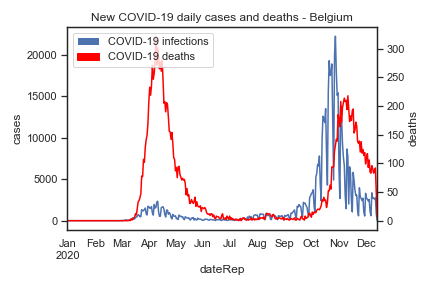 New COVID-19 daily cases and deaths - Belgium
COVID-19 infections
COVID-19 deaths
20000
15000
10000
5000
0
cases
300
250
200
150
100
50
0
deaths
Jan Feb Mar Apr May Jun Jul Aug Sep Oct Nov Dec
2020
dateRep